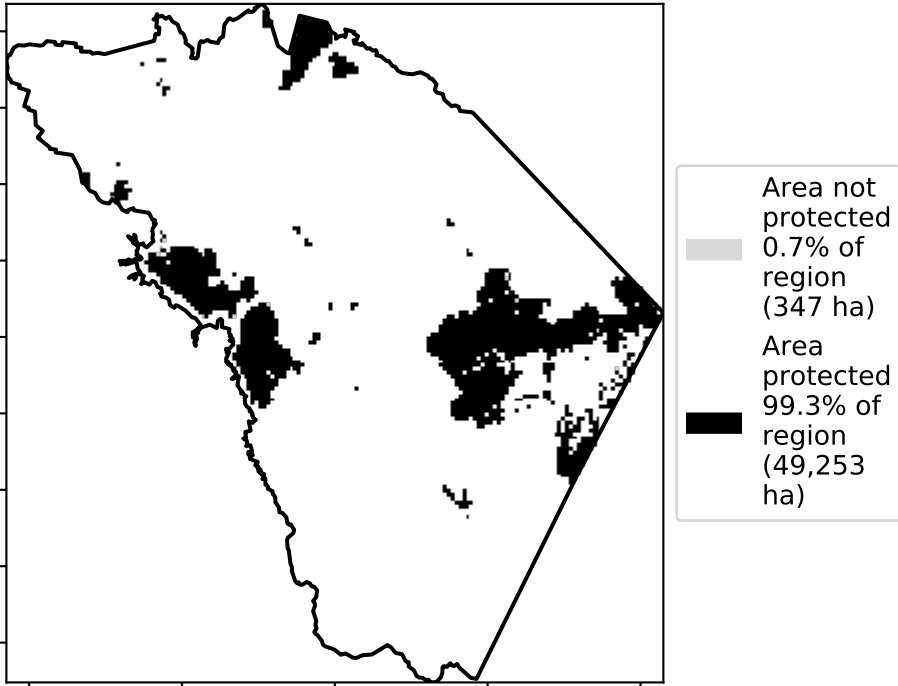 Area not
protected
0.7% of
region
(347 ha)
Area
protected
99.3% of
region
(49,253
ha)